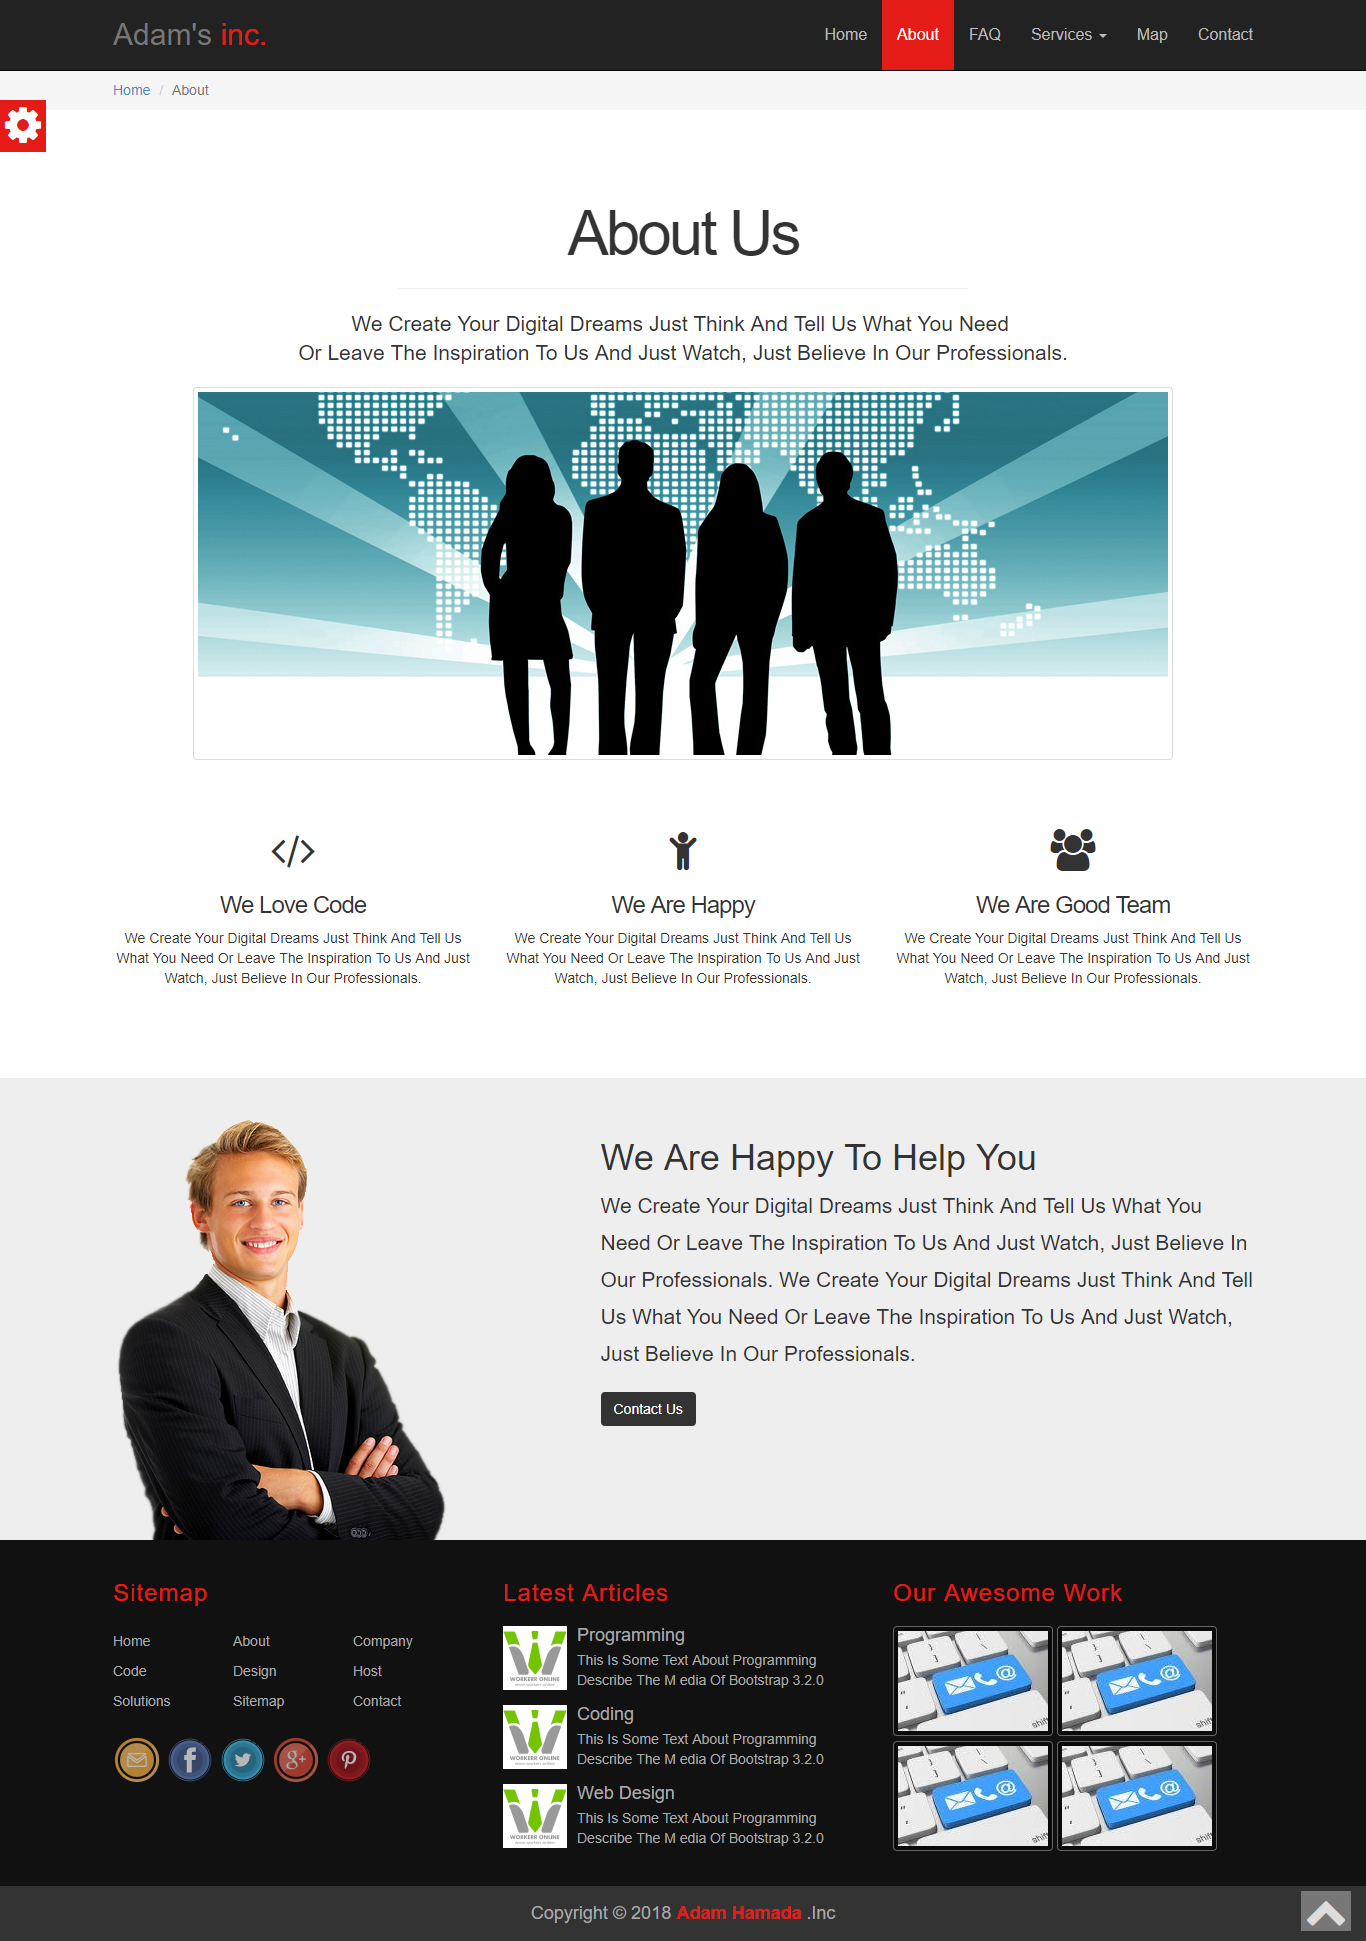 Adam's inc.
Home About FAQ Services Map Contact
Home / About
About Us
We Create Your Digital Dreams Just Think And Tell Us What You Need
Or Leave The Inspiration To Us And Just Watch, Just Believe In Our Professionals.
We Love Code
We Create Your Digital Dreams Just Think And Tell Us
What You Need Or Leave The Inspiration To Us And Just
Watch, Just Believe In Our Professionals.
We Are Happy
We Create Your Digital Dreams Just Think And Tell Us
What You Need Or Leave The Inspiration To Us And Just
Watch, Just Believe In Our Professionals.
We Are Good Team
We Create Your Digital Dreams Just Think And Tell Us
What You Need Or Leave The Inspiration To Us And Just
Watch, Just Believe In Our Professionals.
We Are Happy To Help You
We Create Your Digital Dreams Just Think And Tell Us What You
Need Or Leave The Inspiration To Us And Just Watch, Just Believe In
Our Professionals. We Create Your Digital Dreams Just Think And Tell
Us What You Need Or Leave The Inspiration To Us And Just Watch,
Just Believe In Our Professionals.
Contact Us
Sitemap
Home About Company
Code Design Host
Solutions Sitemap Contact
Latest Articles
WORKERR ONLINE
Programming
This Is Some Text About Programming
Describe The M edia Of Bootstrap 3.2.0
WORKERR ONLINE
Coding
This Is Some Text About Programming
Describe The M edia Of Bootstrap 3.2.0
WORKERR ONLINE
Web Design
This Is Some Text About Programming
Describe The M edia Of Bootstrap 3.2.0
Our Awesome Work
shift
shift
shift
shift
Copyright © 2018 Adam Hamada .Inc